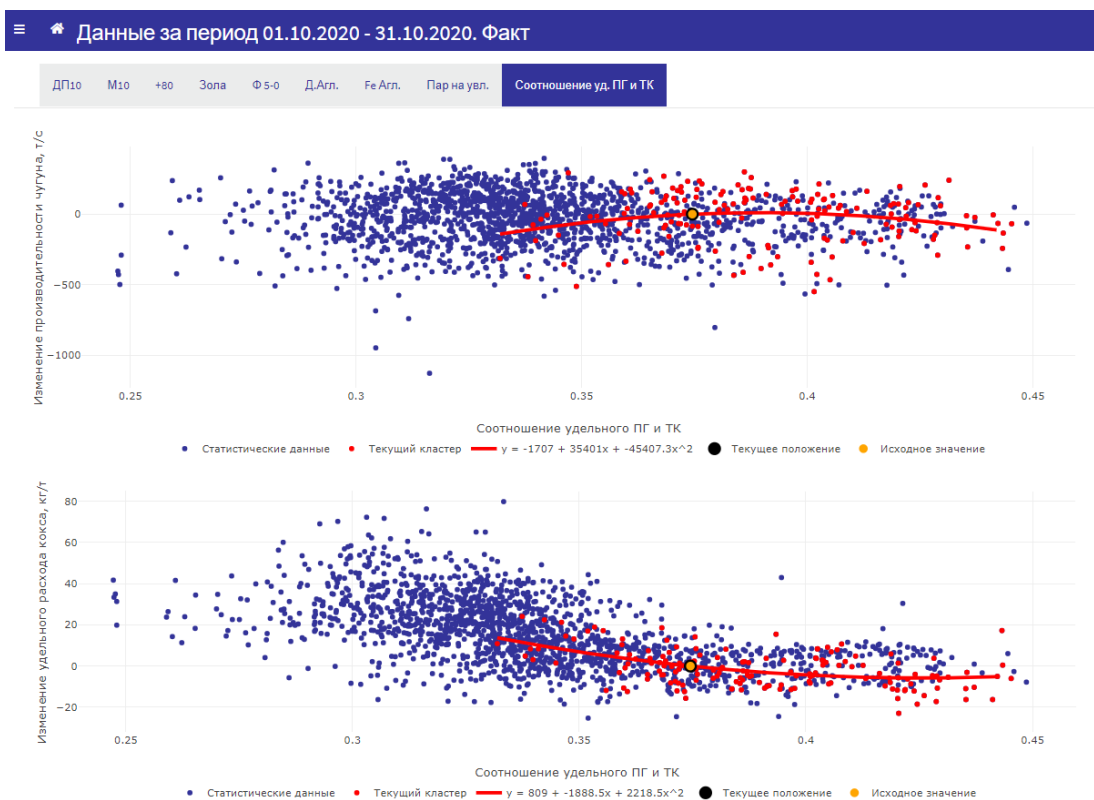 Данные за период 01.10.2020 - 31.10.2020. Факт
ДП10 М10 +80 Зола Ф 5-0 Д.Агл. Fe Агл. Пар на увл. Соотношение уд. ПГ и ТК
Изменение производительности чугуна, т/с
0
−500
−1000
0.25 0.3 0.35 0.4 0.45
Соотношение удельного ПГ и ТК
Статистические данные Текущий кластер y = -1707 + 35401x + -45407.3x^2 Текущее положение Исходное значение
Изменение удельного расхода кокса, кг/т
80
60
40
20
0
−20
0.25 0.3 0.35 0.4 0.45
Соотношение удельного ПГ и ТК
Статистические данные Текущий кластер y = 809 + -1888.5x + 2218.5x^2 Текущее положение Исходное значение